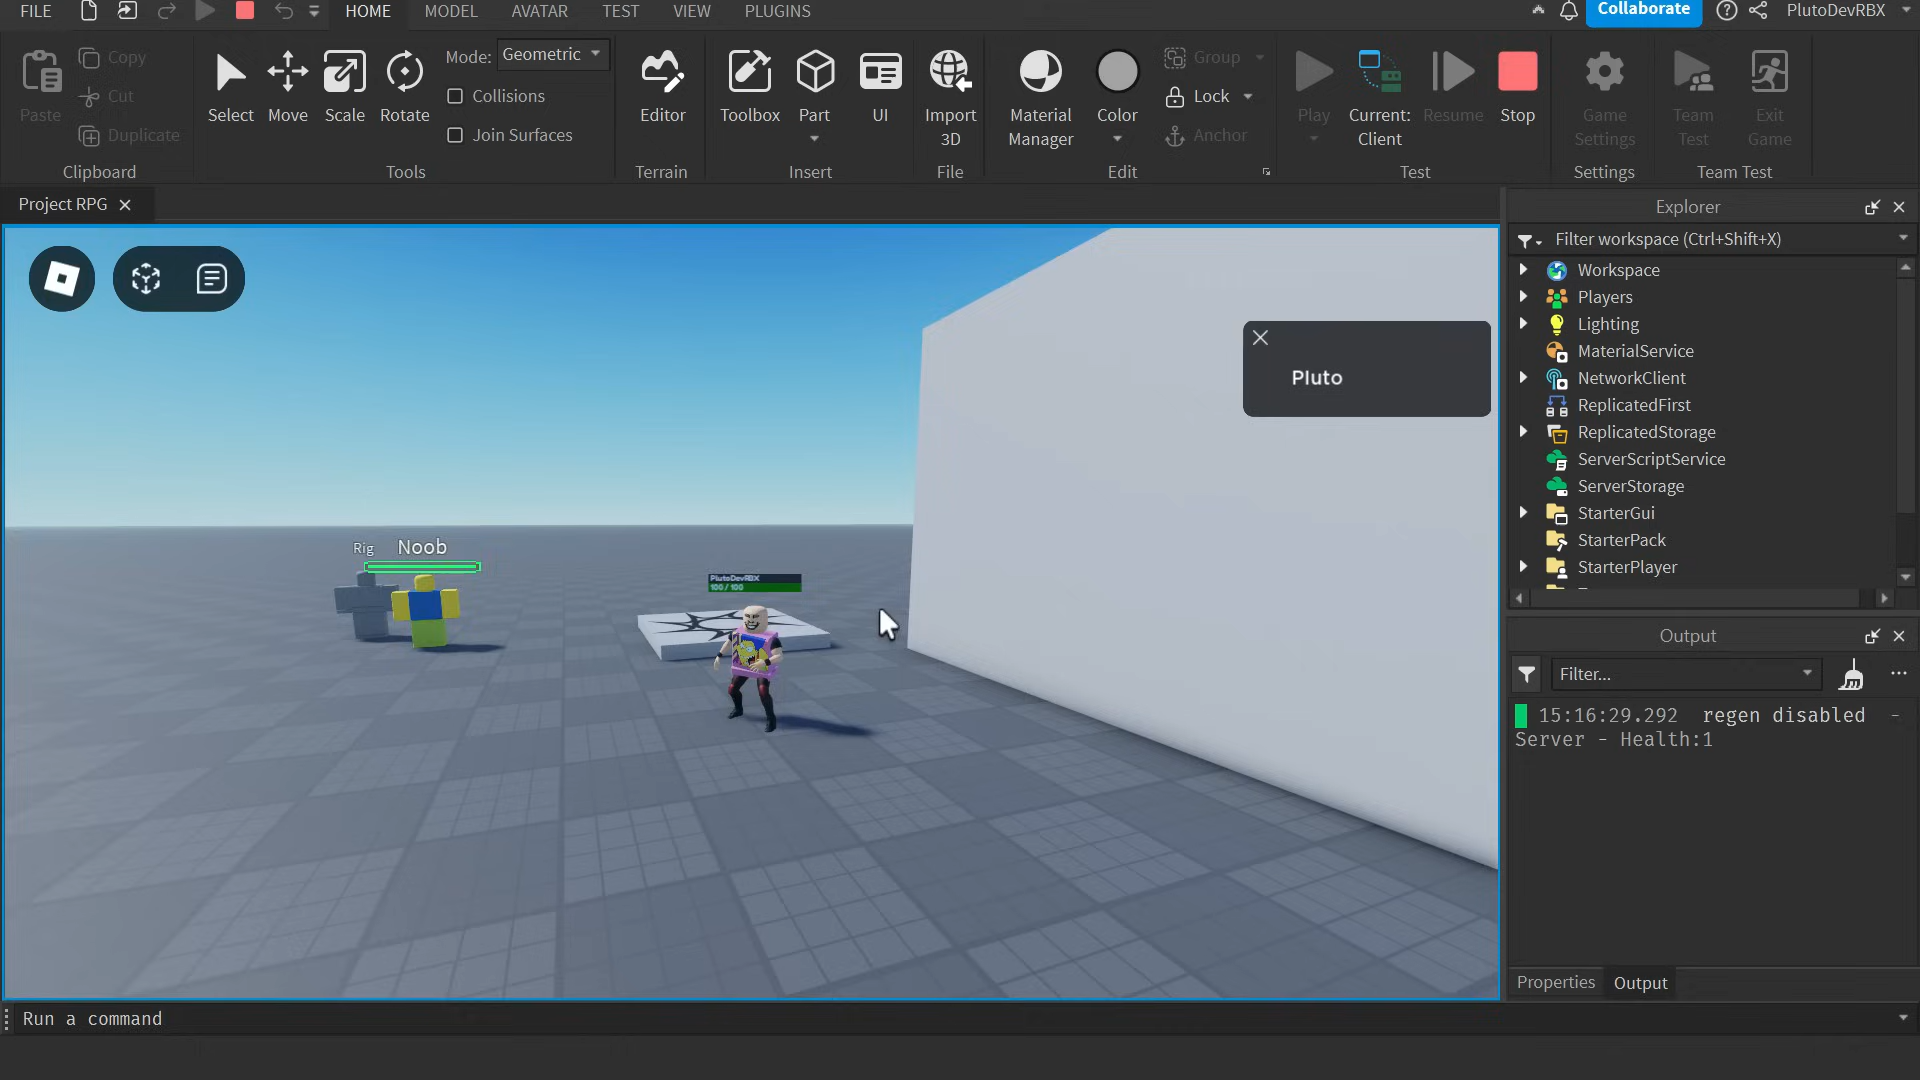 FILE HOME MODEL AVATAR TEST VIEW PLUGINS Collaborate PlutoDevRBX
Paste Copy Cut Duplicate
Clipboard
Select Move Scale Rotate
Mode: Geometric
Collisions
Join Surfaces
Tools
Editor
Terrain
Toolbox Part UI
Insert
Import
3D
File
Material
Manager
Color
Group
Lock
Anchor
Edit
Play
Current:
Client
Resume Stop
Test
Game
Settings
Settings
Team
Test
Exit
Game
Team Test
Project RPG
Pluto
Rig Noob
PlutoDevRBX
100 / 100
Explorer
Filter workspace (Ctrl+Shift+X)
Workspace
Players
Lighting
MaterialService
NetworkClient
ReplicatedFirst
ReplicatedStorage
ServerScriptService
ServerStorage
StarterGui
StarterPack
StarterPlayer
Output
Filter...
15:16:29.292 regen disabled -
Server - Health:1
Properties Output
Run a command